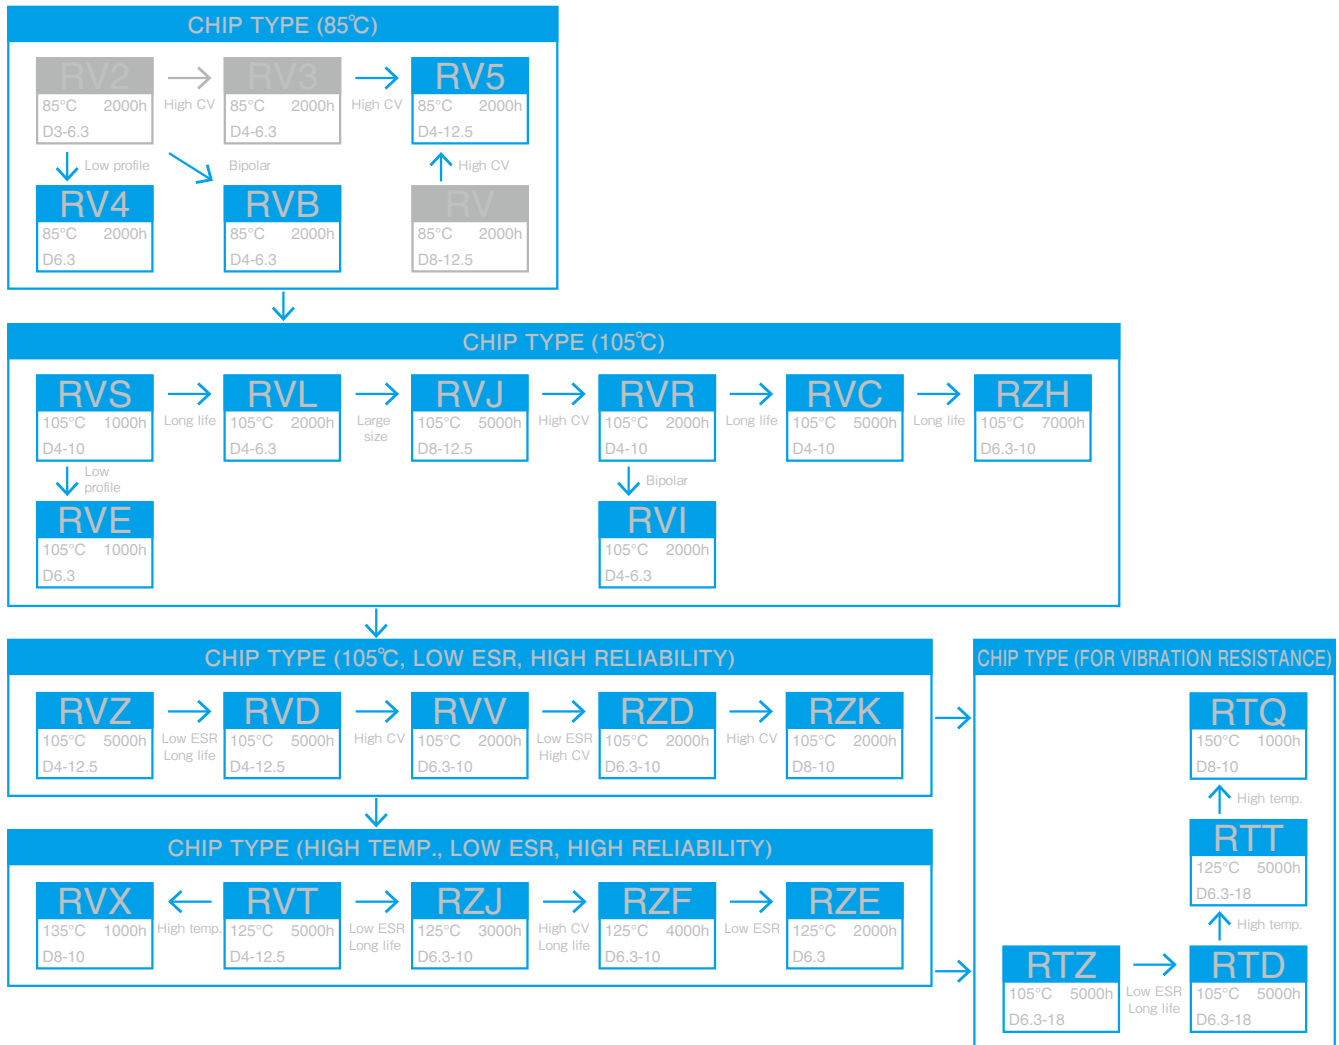 CHIP TYPE (85℃)
RV2
85°C 2000h
D3-6.3
High CV
RV3
85°C 2000h
D4-6.3
High CV
RV5
85°C 2000h
D4-12.5
Low profile
Bipolar
High CV
RV4
85°C 2000h
D6.3
RVB
85°C 2000h
D4-6.3
RV
85°C 2000h
D8-12.5
CHIP TYPE (105℃)
RVS
105°C 1000h
D4-10
Long life
RVL
105°C 2000h
D4-6.3
Large
size
RVJ
105°C 5000h
D8-12.5
High CV
RVR
105°C 2000h
D4-10
Long life
RVC
105°C 5000h
D4-10
Long life
RZH
105°C 7000h
D6.3-10
Low
profile
Bipolar
RVE
105°C 1000h
D6.3
RVI
105°C 2000h
D4-6.3
CHIP TYPE (105℃, LOW ESR, HIGH RELIABILITY)
RVZ
105°C 5000h
D4-12.5
Low ESR
Long life
RVD
105°C 5000h
D4-12.5
High CV
RVV
105°C 2000h
D6.3-10
Low ESR
High CV
RZD
105°C 2000h
D6.3-10
High CV
RZK
105°C 2000h
D8-10
CHIP TYPE (HIGH TEMP., LOW ESR, HIGH RELIABILITY)
RVX
135°C 1000h
D8-10
High temp.
RVT
125°C 5000h
D4-12.5
Low ESR
Long life
RZJ
125°C 3000h
D6.3-10
High CV
Long life
RZF
125°C 4000h
D6.3-10
Low ESR
RZE
125°C 2000h
D6.3
CHIP TYPE (FOR VIBRATION RESISTANCE)
RTQ
150°C 1000h
D8-10
High temp.
RTT
125°C 5000h
D6.3-18
High temp.
RTZ
105°C 5000h
D6.3-18
Low ESR
Long life
RTD
105°C 5000h
D6.3-18